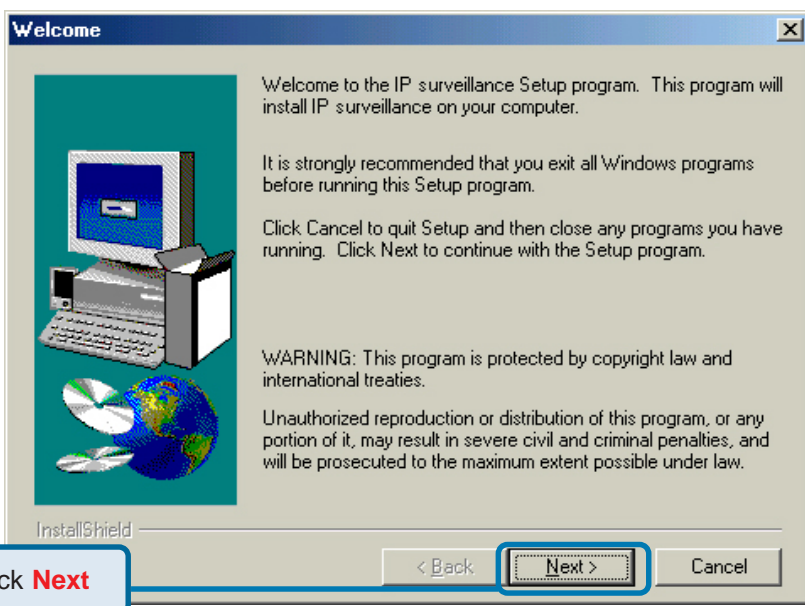 Welcome
Welcome to the IP surveillance Setup program.  This program will
install IP surveillance on your computer.
It is strongly recommended that you exit all Windows programs
before running this Setup program.
Click Cancel to quit Setup and then close any programs you have
running.  Click Next to continue with the Setup program.
WARNING: This program is protected by copyright law and
international treaties.
Unauthorized reproduction or distribution of this program, or any
portion of it, may result in severe civil and criminal penalties, and
will be prosecuted to the maximum extent possible under law.
InstallShield
< Back
Next >
Cancel
ck Next